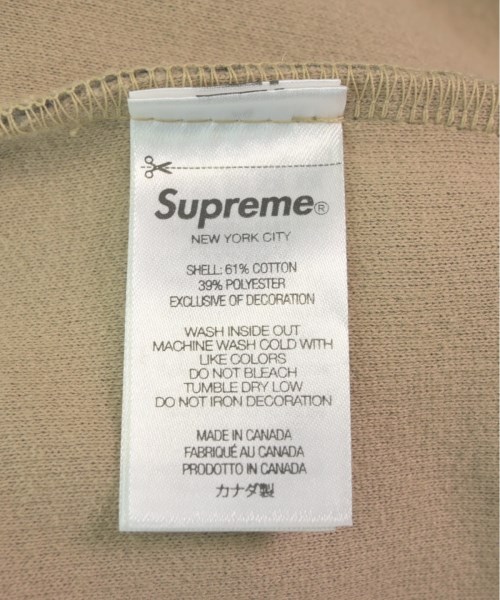 Supreme®
NEW YORK CITY
SHELL: 61% COTTON
39% POLYESTER
EXCLUSIVE OF DECORATION
WASH INSIDE OUT
MACHINE WASH COLD WITH
LIKE COLORS
DO NOT BLEACH
TUMBLE DRY LOW
DO NOT IRON DECORATION
MADE IN CANADA
FABRIQUÉ AU CANADA
PRODOTTO IN CANADA
カナダ製